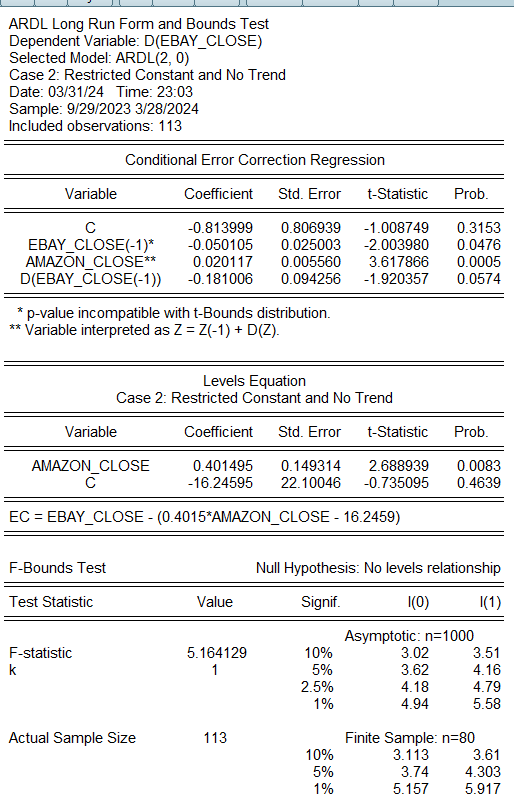 ARDL Long Run Form and Bounds Test
Dependent Variable: D(EBAY_CLOSE)
Selected Model: ARDL(2, 0)
Case 2: Restricted Constant and No Trend
Date: 03/31/24 Time: 23:03
Sample: 9/29/2023 3/28/2024
Included observations: 113
Conditional Error Correction Regression
Variable Coefficient Std. Error t-Statistic Prob.
C -0.813999 0.806939 -1.008749 0.3153
EBAY_CLOSE(-1)* -0.050105 0.025003 -2.003980 0.0476
AMAZON_CLOSE** 0.020117 0.005560 3.617866 0.0005
D(EBAY_CLOSE(-1)) -0.181006 0.094256 -1.920357 0.0574
* p-value incompatible with t-Bounds distribution.
** Variable interpreted as Z = Z(-1) + D(Z).
Levels Equation
Case 2: Restricted Constant and No Trend
Variable Coefficient Std. Error t-Statistic Prob.
AMAZON_CLOSE 0.401495 0.149314 2.688939 0.0083
C -16.24595 22.10046 -0.735095 0.4639
EC = EBAY_CLOSE - (0.4015*AMAZON_CLOSE - 16.2459)
F-Bounds Test Null Hypothesis: No levels relationship
Test Statistic Value Signif. I(0) I(1)
Asymptotic: n=1000
F-statistic 5.164129 10% 3.02 3.51
k 1 5% 3.62 4.16
2.5% 4.18 4.79
1% 4.94 5.58
Actual Sample Size 113 Finite Sample: n=80
10% 3.113 3.61
5% 3.74 4.303
1% 5.157 5.917